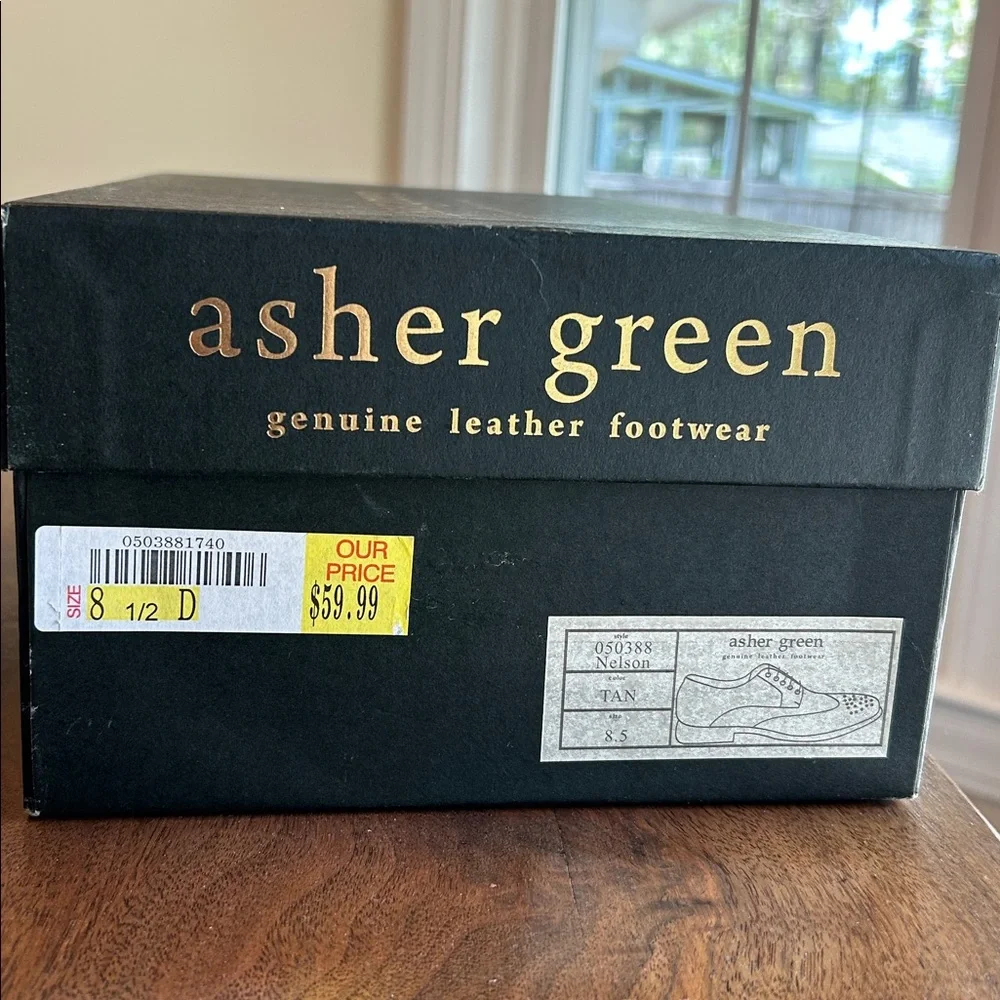 asher green
genuine leather footwear
0503881740
OUR
PRICE
SIZE
8 1/2 D
$59.99
style
050388
Nelson
color
TAN
size
8.5
asher green
genuine leather footwear